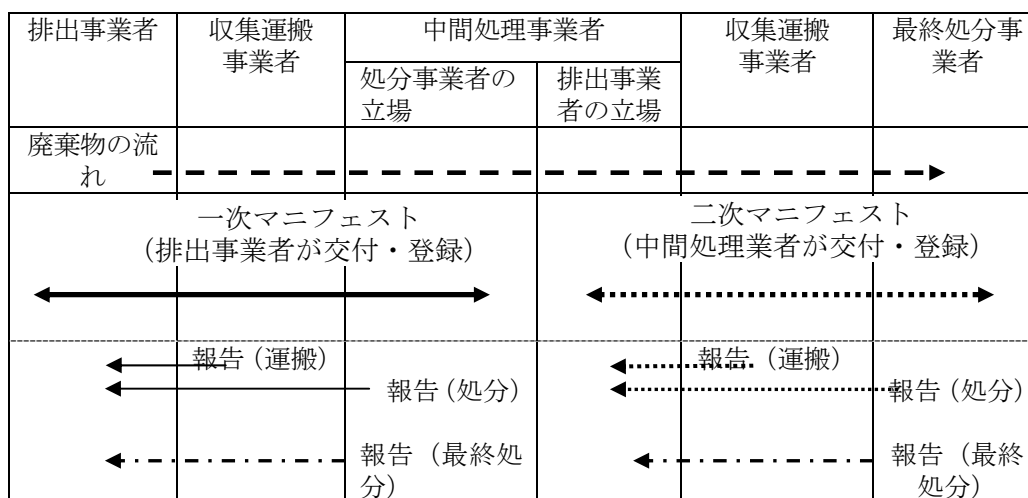 排出事業者
収集運搬
事業者
中間処理事業者
処分事業者の
立場
排出事業
者の立場
収集運搬
事業者
最終処分事
業者
廃棄物の流
れ
一次マニフェスト
（排出事業者が交付・登録）
二次マニフェスト
（中間処理業者が交付・登録）
報告（運搬）
報告（処分）
報告（最終処
分）
報告（運搬）
報告（処分）
報告（最終
処分）